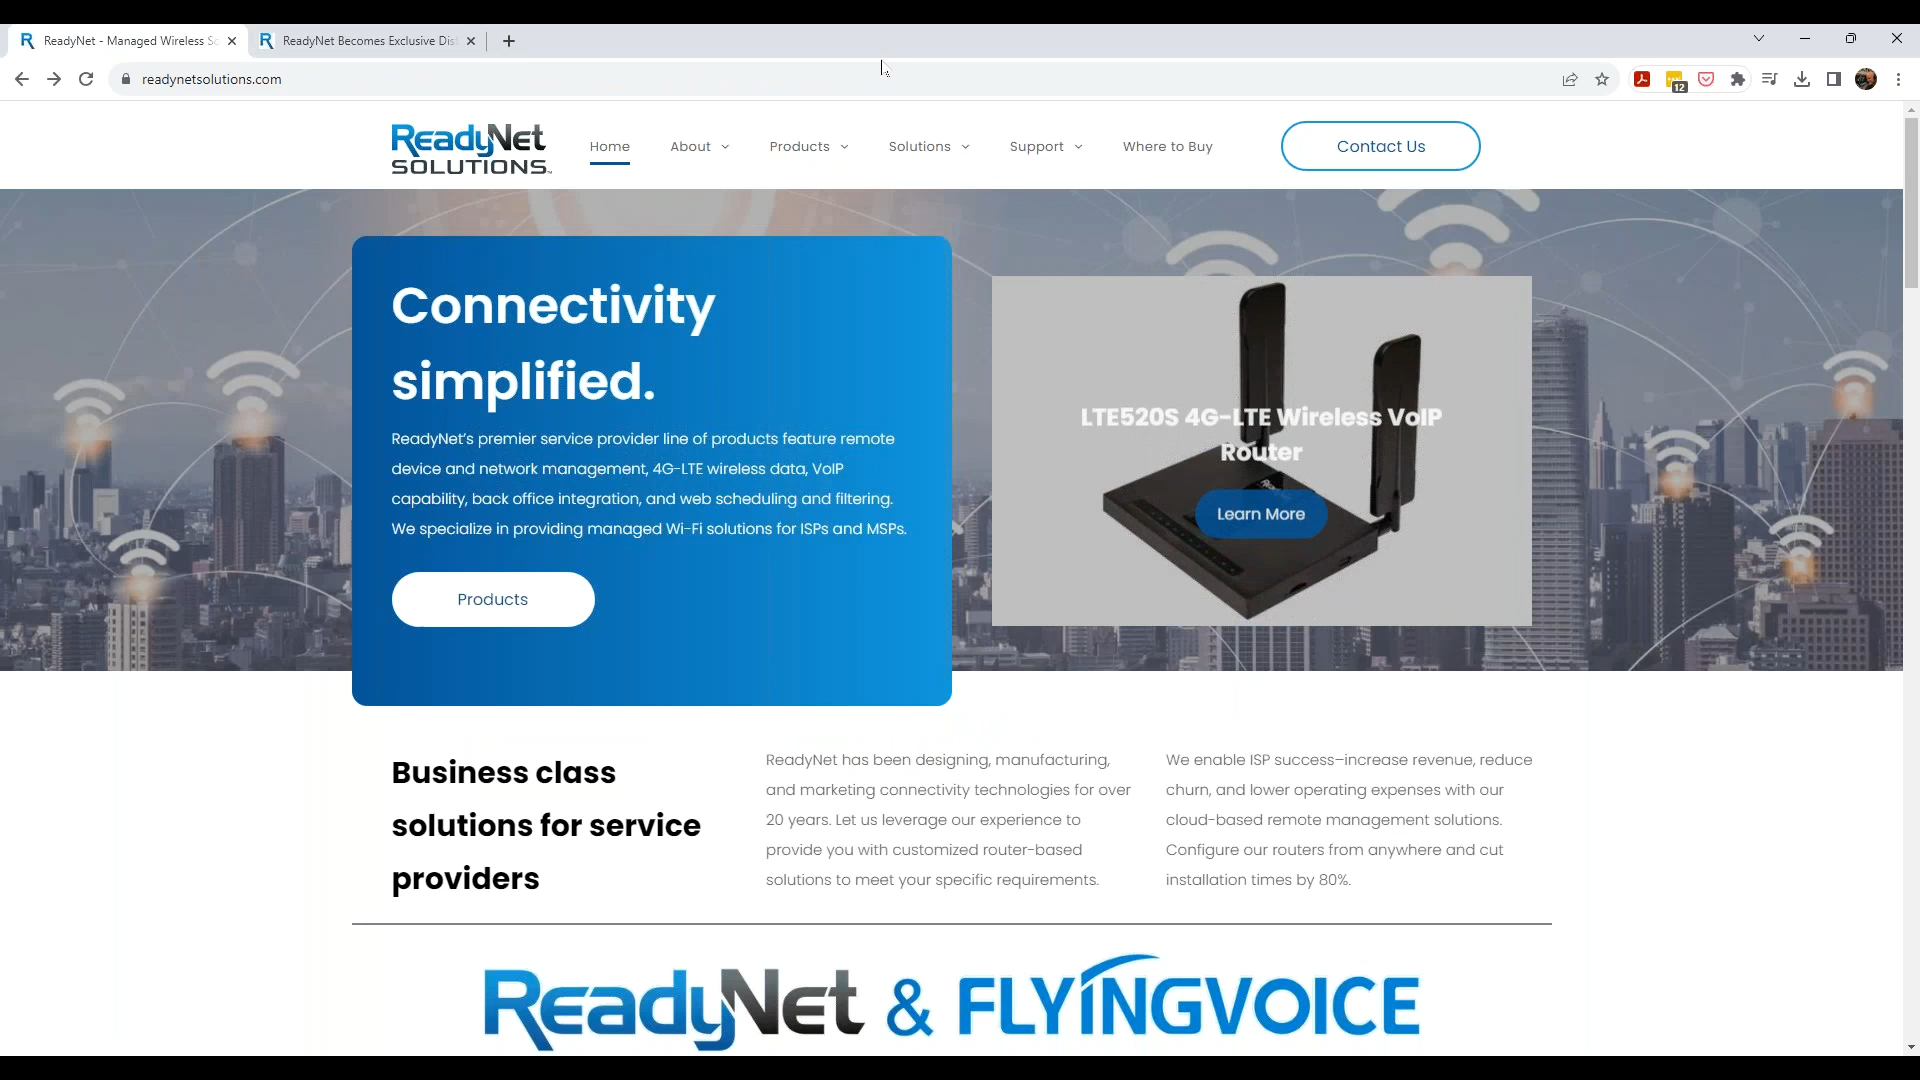 ReadyNet - Managed Wireless So
ReadyNet Becomes Exclusive Dist
readynetsolutions.com
12
ReadyNet
SOLUTIONS
Home
About
Products
Solutions
Support
Where to Buy
Contact Us
Connectivity
simplified.
ReadyNet's premier service provider line of products feature remote
device and network management, 4G-LTE wireless data, VoIP
capability, back office integration, and web scheduling and filtering.
We specialize in providing managed Wi-Fi solutions for ISPs and MSPs.
Products
LTE520S 4G-LTE Wireless VoIP
Router
Learn More
Business class
solutions for service
providers
ReadyNet has been designing, manufacturing,
and marketing connectivity technologies for over
20 years. Let us leverage our experience to
provide you with customized router-based
solutions to meet your specific requirements.
We enable ISP success–increase revenue, reduce
churn, and lower operating expenses with our
cloud-based remote management solutions.
Configure our routers from anywhere and cut
installation times by 80%.
ReadyNet & FLYINGVOICE